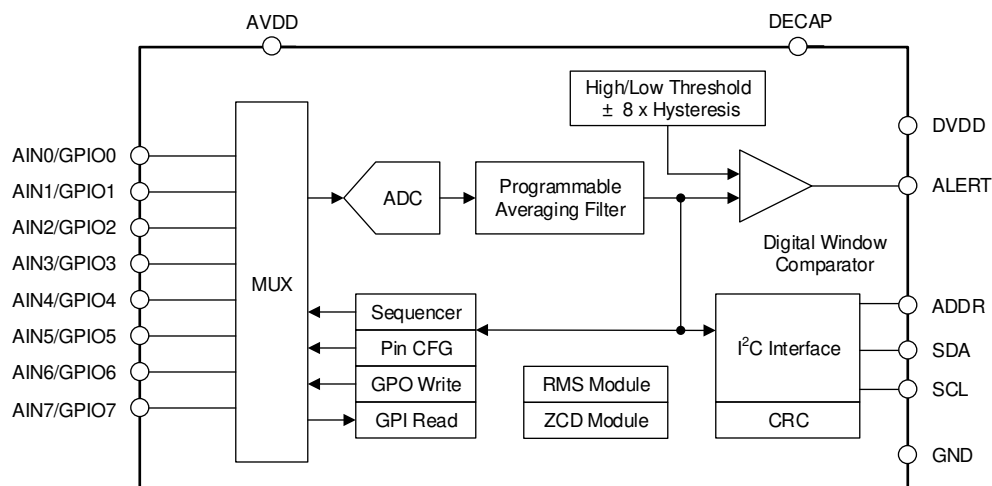 AVDD
DECAP
High/Low Threshold
± 8 x Hysteresis
DVDD
AIN0/GPIO0
AIN1/GPIO1
AIN2/GPIO2
AIN3/GPIO3
AIN4/GPIO4
AIN5/GPIO5
AIN6/GPIO6
AIN7/GPIO7
MUX
ADC
Programmable
Averaging Filter
ALERT
Digital Window
Comparator
Sequencer
Pin CFG
GPO Write
GPI Read
RMS Module
ZCD Module
I²C Interface
CRC
ADDR
SDA
SCL
GND